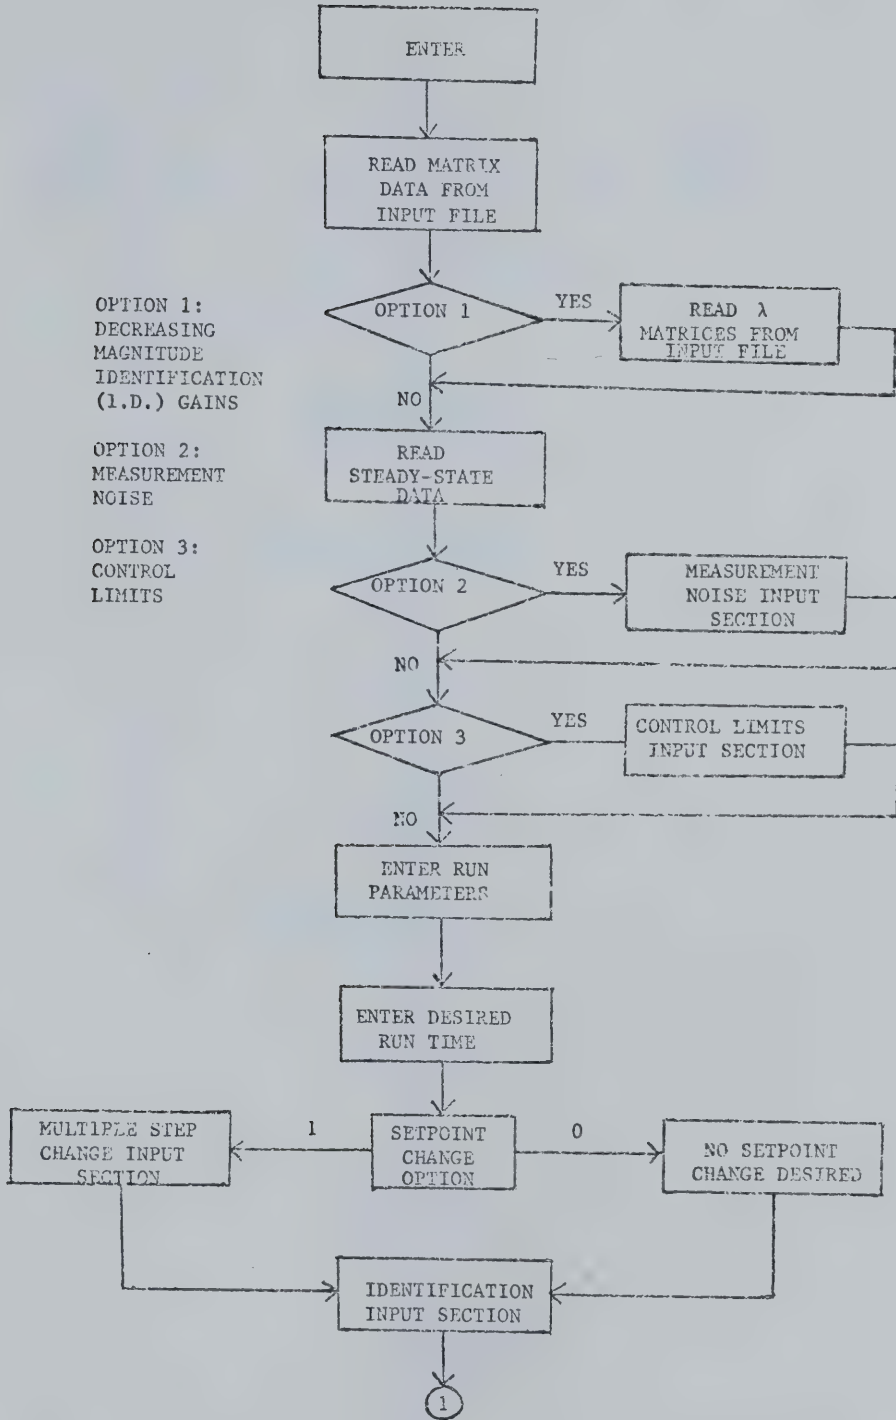 ENTER
READ MATRIX
DATA FROM
INPUT FILE
OPTION 1:
DECREASING
MAGNITUDE
IDENTIFICATION
(I.D.) GAINS
OPTION 2:
MEASUREMENT
NOISE
OPTION 3:
CONTROL
LIMITS
OPTION 1
YES
READ λ
MATRICES FROM
INPUT FILE
NO
READ
STEADY-STATE
DATA
OPTION 2
YES
MEASUREMENT
NOISE INPUT
SECTION
NO
OPTION 3
YES
CONTROL LIMITS
INPUT SECTION
NO
ENTER RUN
PARAMETERS
ENTER DESIRED
RUN TIME
MULTIPLE STEP
CHANGE INPUT
SECTION
1
SETPOINT
CHANGE
OPTION
0
NO SETPOINT
CHANGE DESIRED
IDENTIFICATION
INPUT SECTION
1